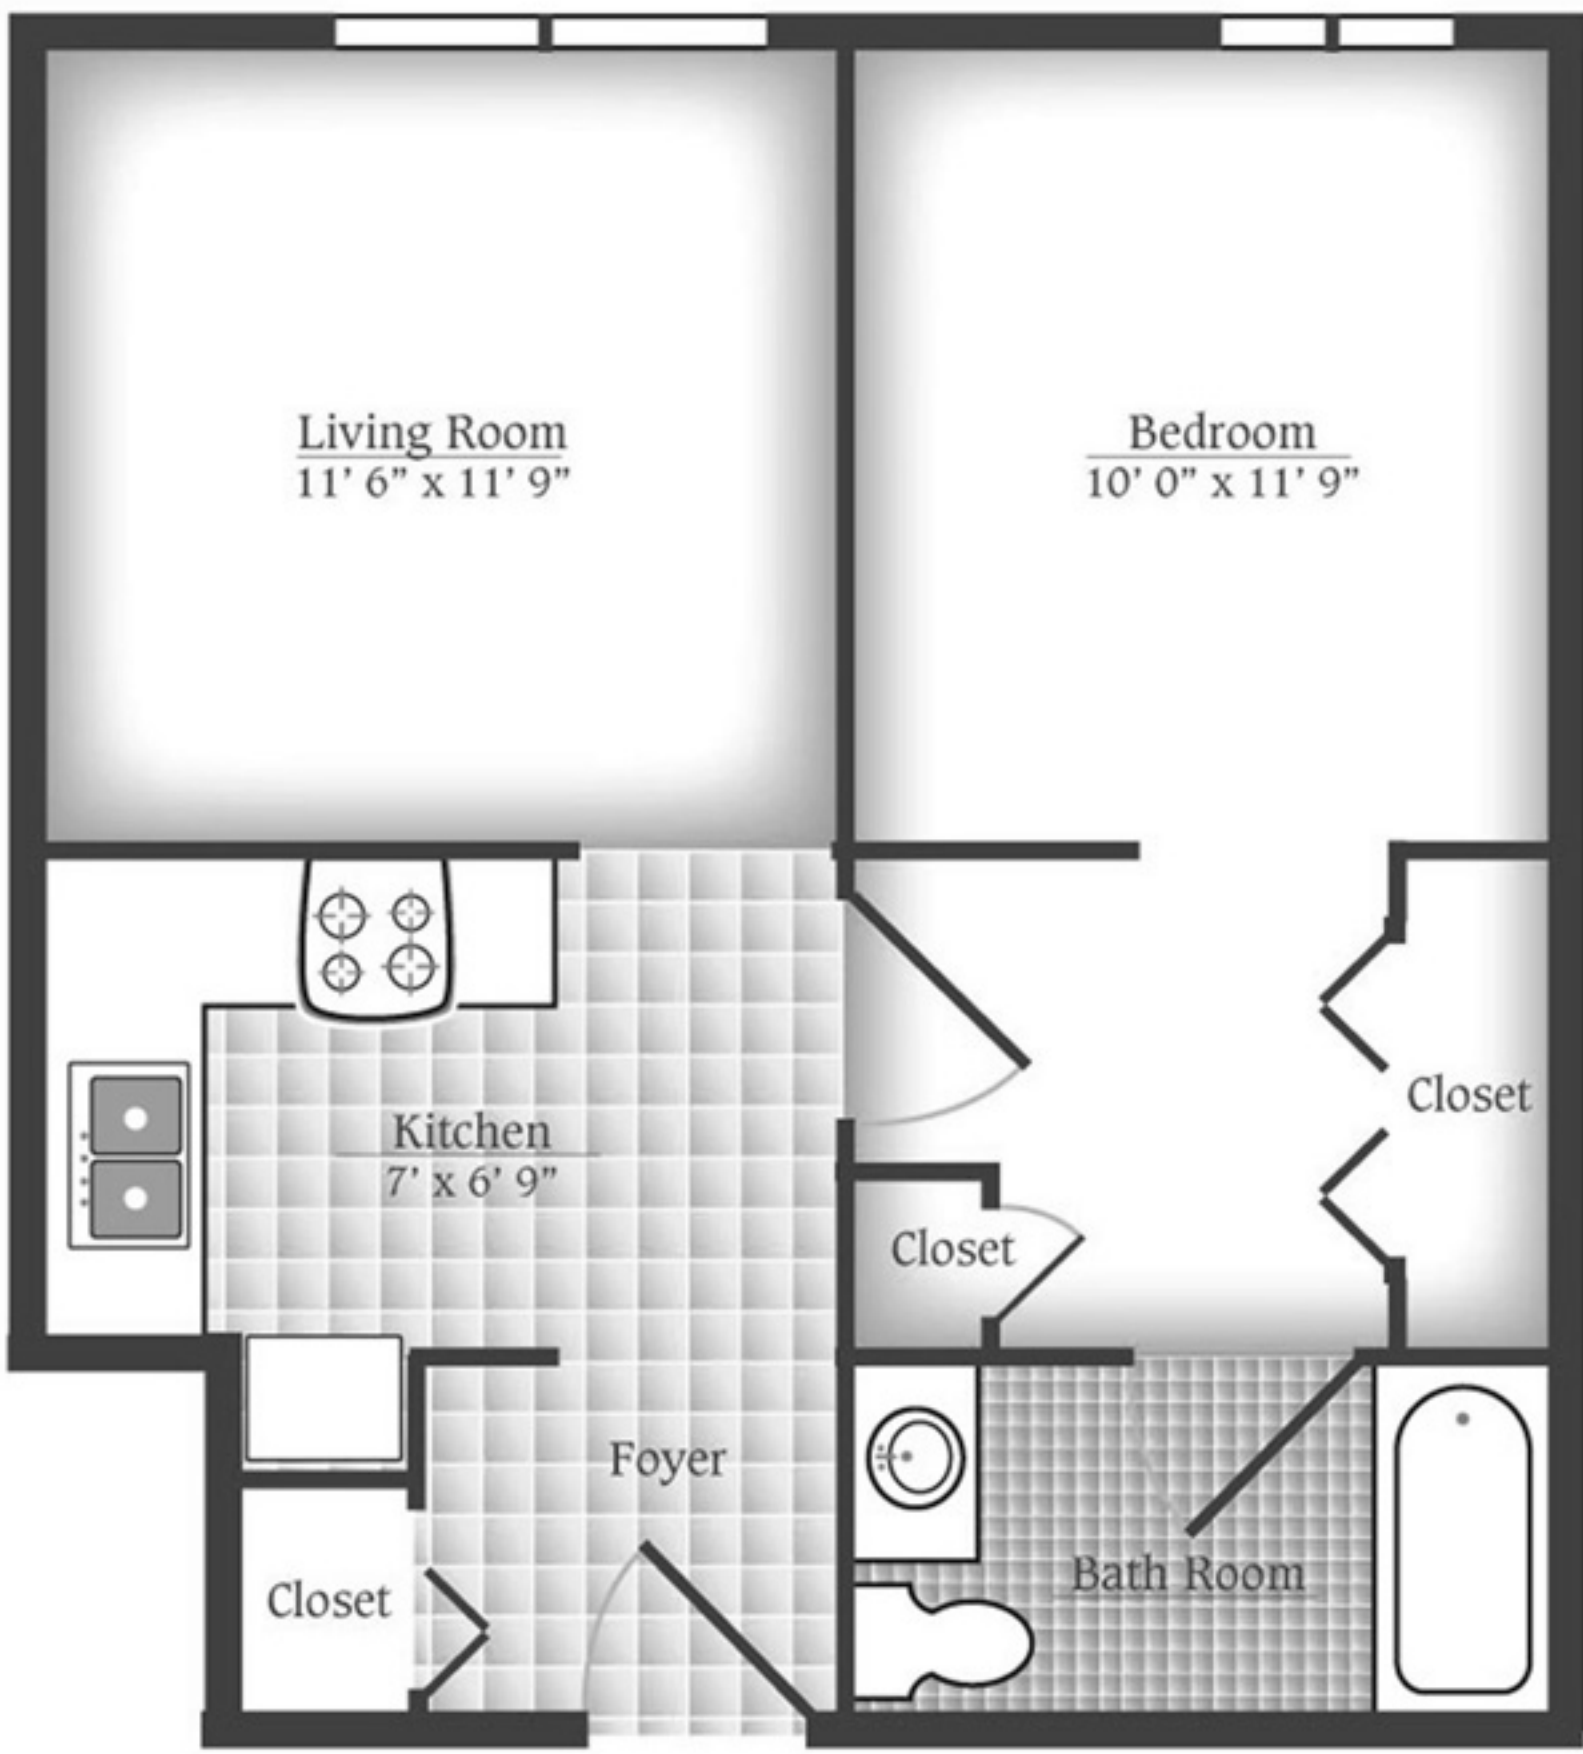 Living Room
11’ 6” x 11’ 9”
Bedroom
10’ 0” x 11’ 9”
Kitchen
7’ x 6’ 9”
Closet
Closet
Foyer
Bath Room
Closet